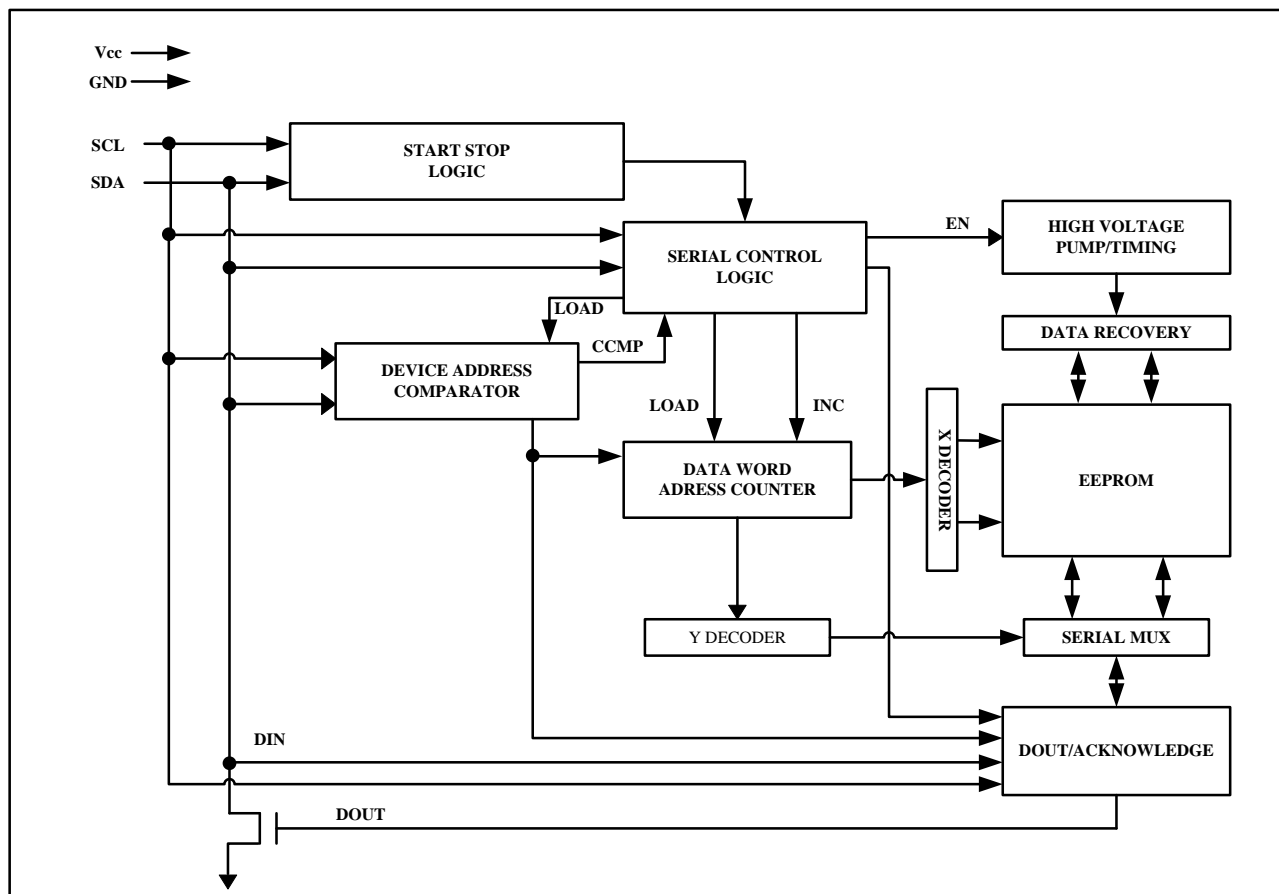 Vcc
GND
SCL
SDA
START STOP
LOGIC
SERIAL CONTROL
LOGIC
EN
HIGH VOLTAGE
PUMP/TIMING
DATA RECOVERY
LOAD
CCMP
DEVICE ADDRESS
COMPARATOR
LOAD
INC
DATA WORD
ADRESS COUNTER
X DECODER
EEPROM
Y DECODER
SERIAL MUX
DIN
DOUT/ACKNOWLEDGE
DOUT